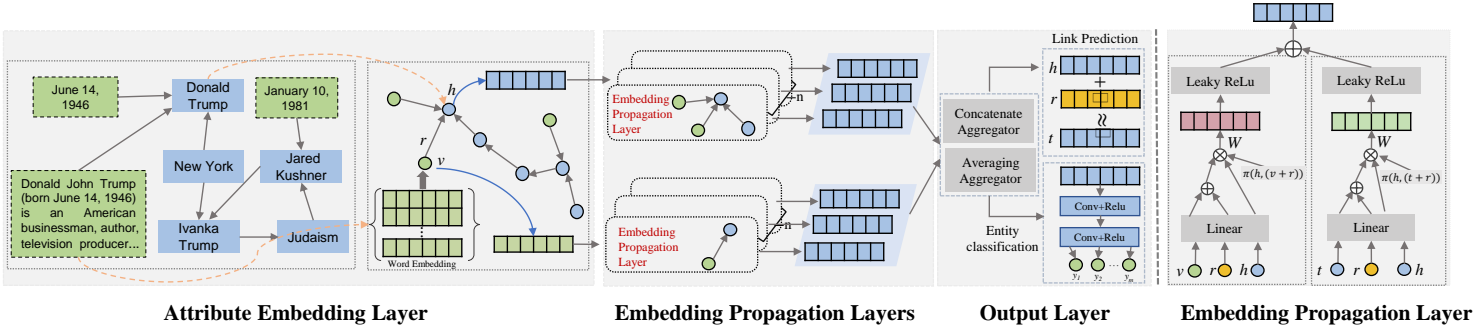 June 14,
1946
Donald
Trump
January 10,
1981
New York
Jared
Kushner
Donald John Trump
(born June 14, 1946)
is an American
businessman, author,
television producer...
Ivanka
Trump
Judaism
h
r
v
Word Embedding
Attribute Embedding Layer
Embedding
Propagation
Layer
n
Embedding
Propagation
Layer
n
Embedding Propagation Layers
Concatenate
Aggregator
Averaging
Aggregator
Link Prediction
h
+
r
≈
t
Entity
classification
Conv+Relu
Conv+Relu
y1 y2 ... ym
Output Layer
Leaky ReLu
W
π(h,(v+r))
Linear
v r h
Leaky ReLu
W
π(h,(t+r))
Linear
t r h
Embedding Propagation Layer